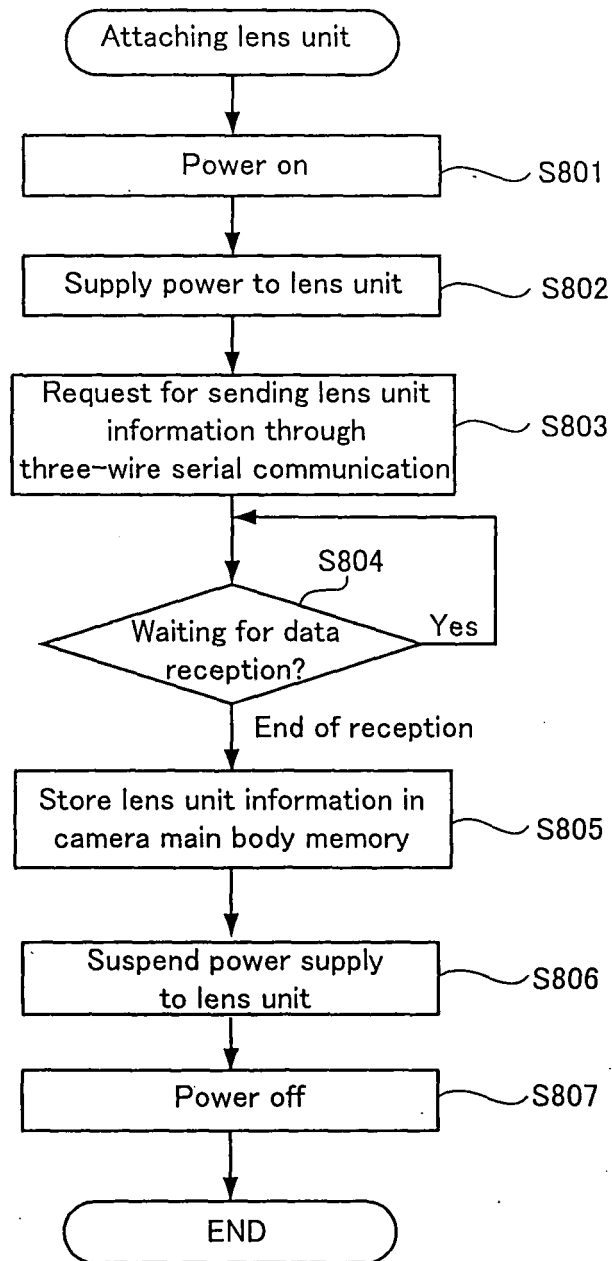 Attaching lens unit
Power on
S801
Supply power to lens unit
S802
Request for sending lens unit
information through
three-wire serial communication
S803
S804
Waiting for data
reception?
Yes
End of reception
Store lens unit information in
camera main body memory
S805
Suspend power supply
to lens unit
S806
Power off
S807
END